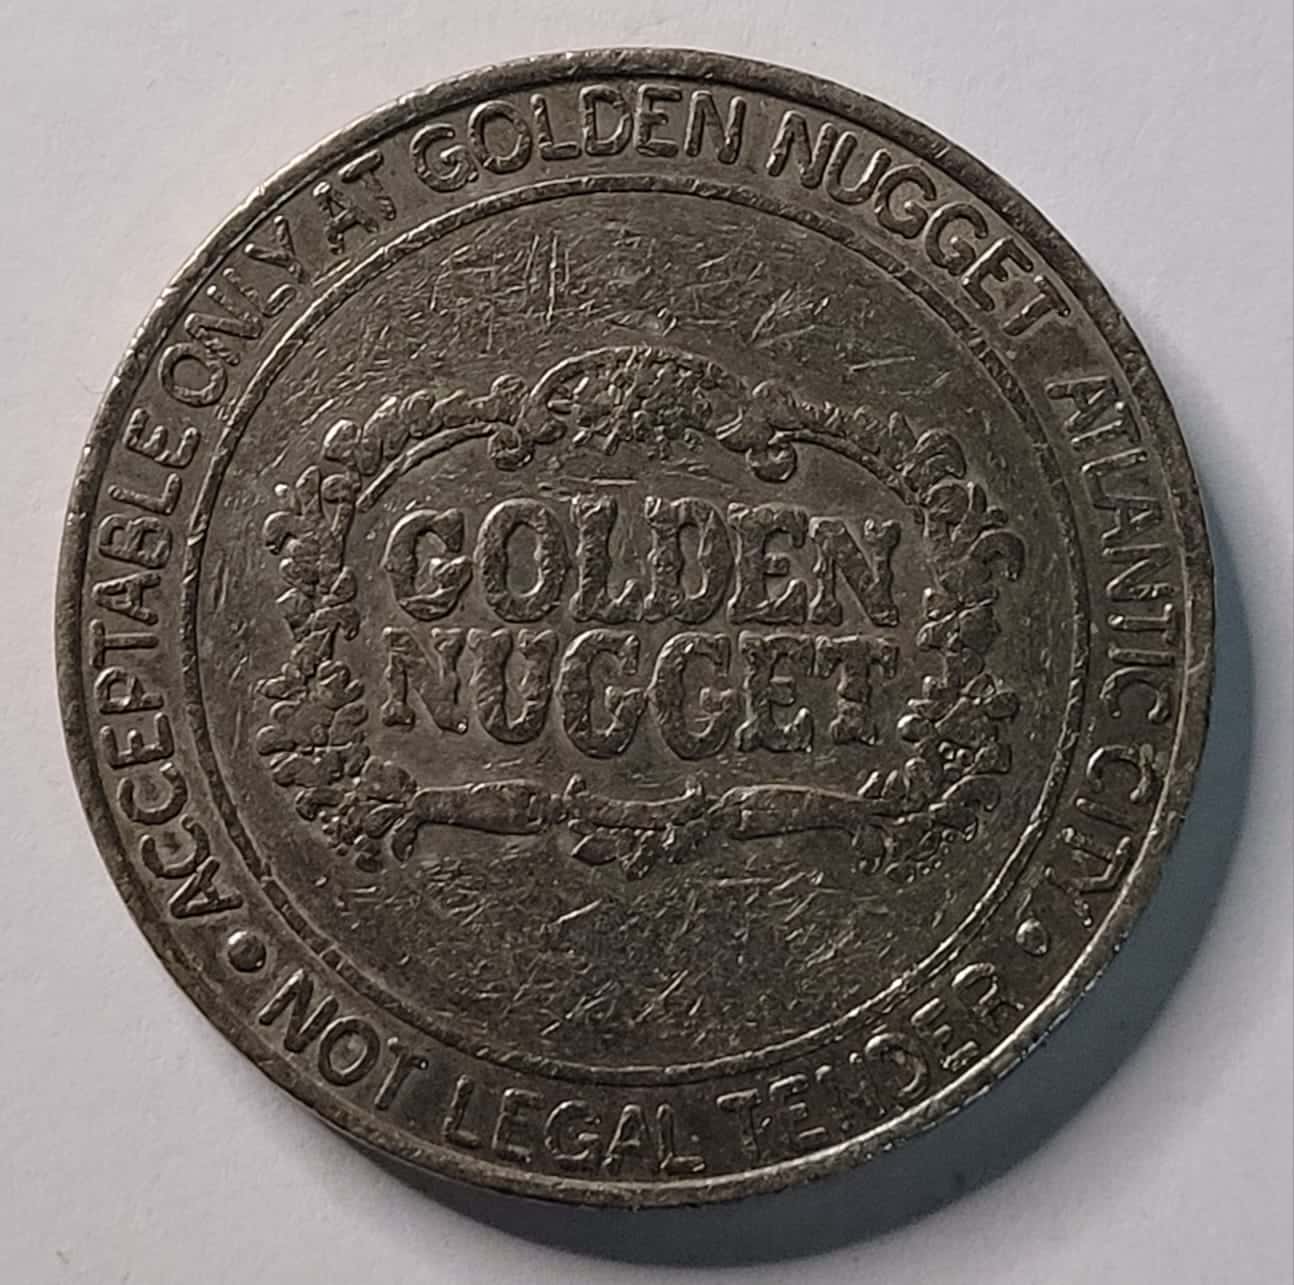 ACCEPTABLE ONLY AT GOLDEN NUGGET ATLANTIC CITY.
GOLDEN
NUGGET
NOT LEGAL TENDER